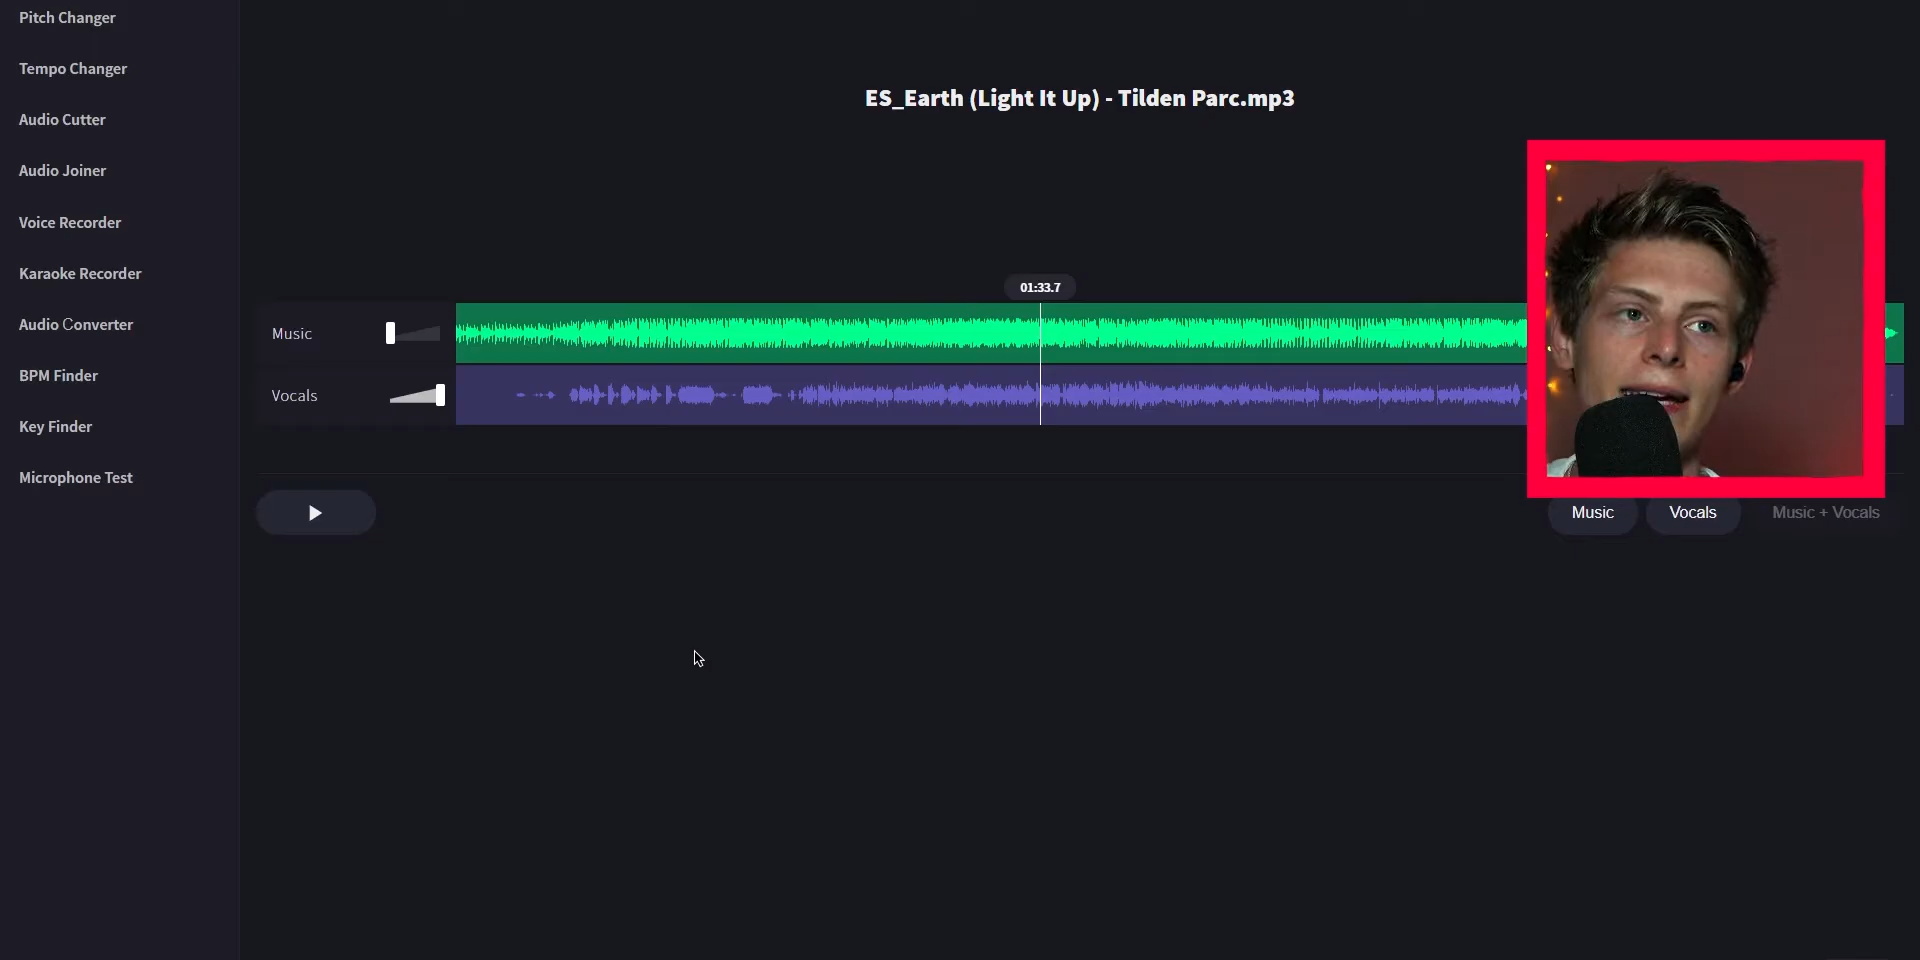 Pitch Changer
Tempo Changer
Audio Cutter
Audio Joiner
Voice Recorder
Karaoke Recorder
Audio Converter
BPM Finder
Key Finder
Microphone Test
ES_Earth (Light It Up) - Tilden Parc.mp3
01:33.7
Music
Vocals
Music Vocals Music + Vocals